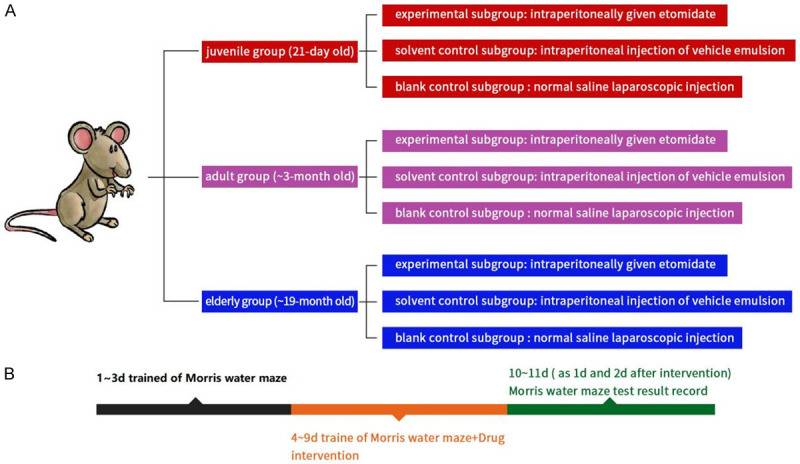 A
juvenile group (21-day old)
experimental subgroup: intraperitoneally given etomidate
solvent control subgroup: intraperitoneal injection of vehicle emulsion
blank control subgroup : normal saline laparoscopic injection
adult group (~3-month old)
experimental subgroup: intraperitoneally given etomidate
solvent control subgroup: intraperitoneal injection of vehicle emulsion
blank control subgroup : normal saline laparoscopic injection
elderly group (~19-month old)
experimental subgroup: intraperitoneally given etomidate
solvent control subgroup: intraperitoneal injection of vehicle emulsion
blank control subgroup : normal saline laparoscopic injection
B
1~3d trained of Morris water maze
4~9d traine of Morris water maze+Drug
intervention
10~11d ( as 1d and 2d after intervention)
Morris water maze test result record